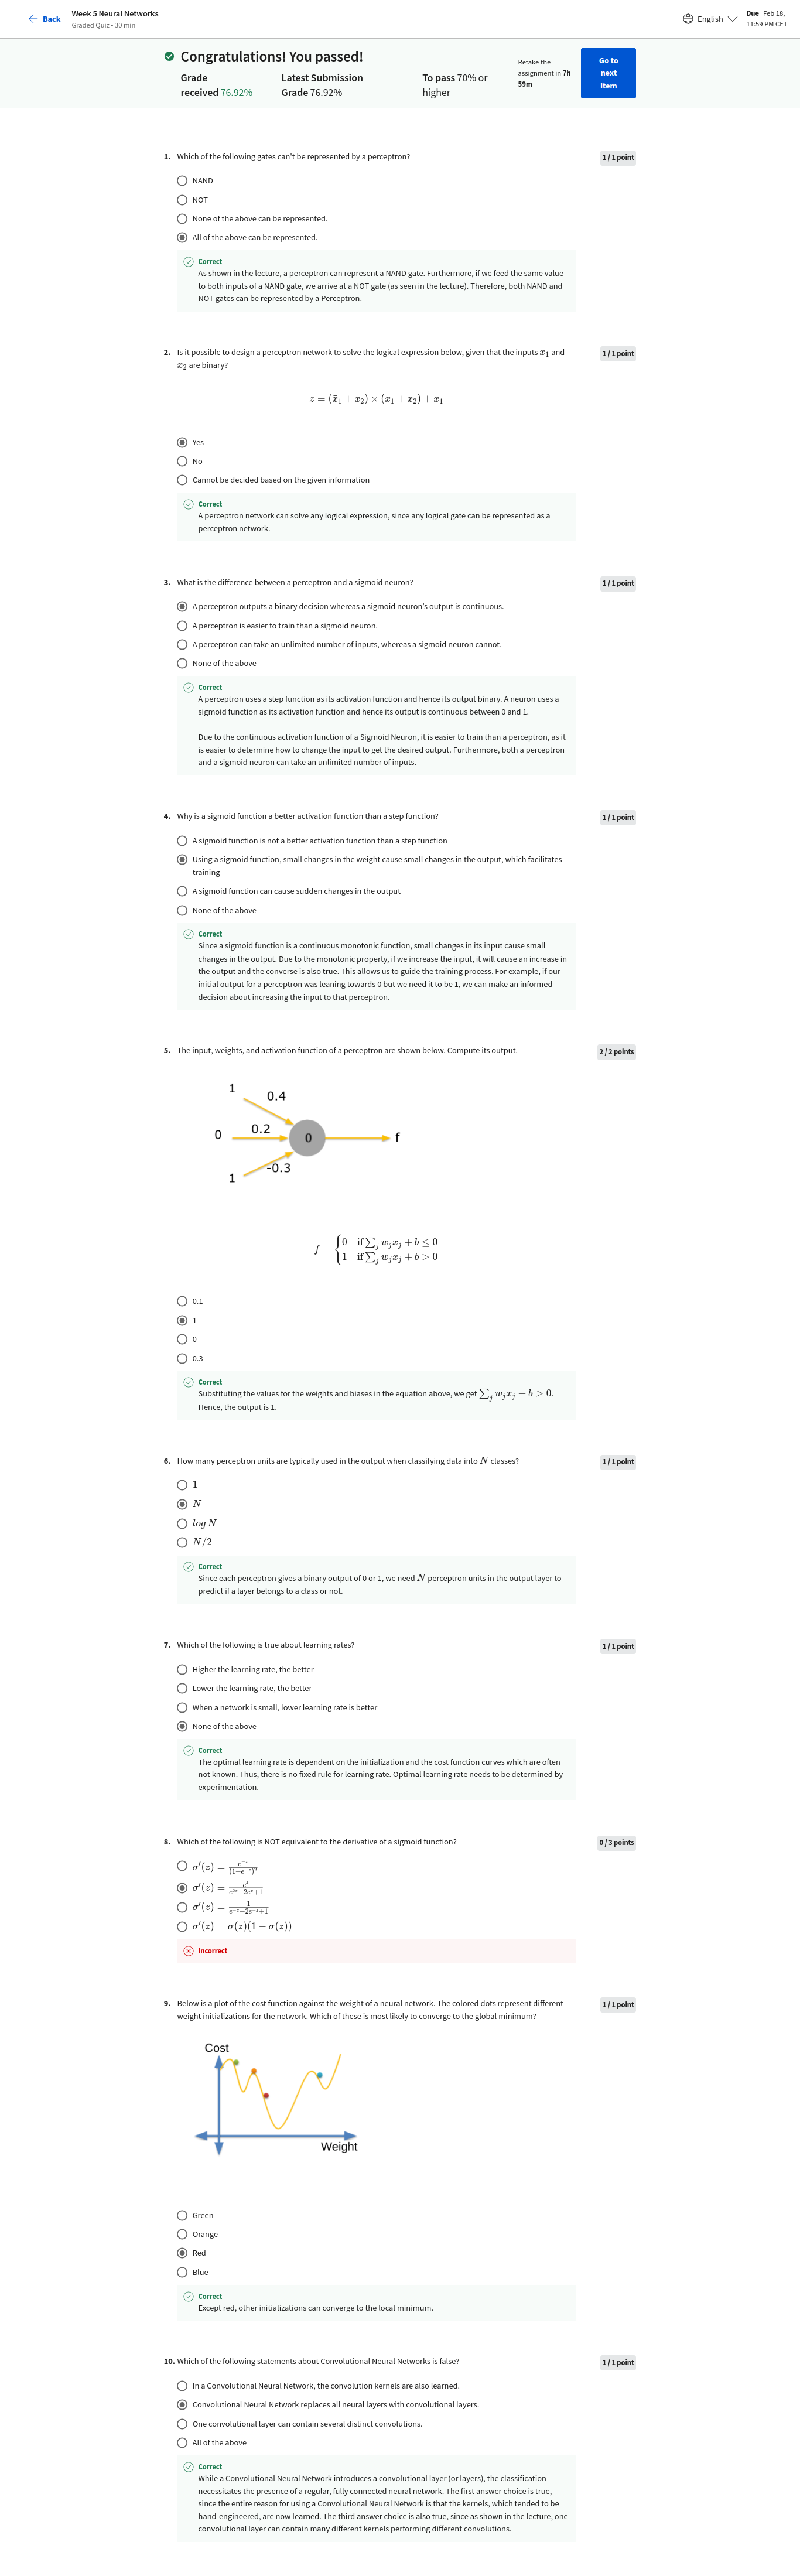 Back
Week 5 Neural Networks
Graded Quiz • 30 min
English
Due Feb 18,
11:59 PM CET
Congratulations! You passed!
Grade
received 76.92%
Latest Submission
Grade 76.92%
To pass 70% or
higher
Retake the
assignment in 7h
59m
Go to
next
item
1. Which of the following gates can't be represented by a perceptron?
1 / 1 point
NAND
NOT
None of the above can be represented.
All of the above can be represented.
Correct
As shown in the lecture, a perceptron can represent a NAND gate. Furthermore, if we feed the same value
to both inputs of a NAND gate, we arrive at a NOT gate (as seen in the lecture). Therefore, both NAND and
NOT gates can be represented by a Perceptron.
2. Is it possible to design a perceptron network to solve the logical expression below, given that the inputs x₁ and
x₂ are binary?
1 / 1 point
z = (x̄₁ + x₂) × (x₁ + x₂) + x₁
Yes
No
Cannot be decided based on the given information
Correct
A perceptron network can solve any logical expression, since any logical gate can be represented as a
perceptron network.
3. What is the difference between a perceptron and a sigmoid neuron?
1 / 1 point
A perceptron outputs a binary decision whereas a sigmoid neuron's output is continuous.
A perceptron is easier to train than a sigmoid neuron.
A perceptron can take an unlimited number of inputs, whereas a sigmoid neuron cannot.
None of the above
Correct
A perceptron uses a step function as its activation function and hence its output binary. A neuron uses a
sigmoid function as its activation function and hence its output is continuous between 0 and 1.
Due to the continuous activation function of a Sigmoid Neuron, it is easier to train than a perceptron, as it
is easier to determine how to change the input to get the desired output. Furthermore, both a perceptron
and a sigmoid neuron can take an unlimited number of inputs.
4. Why is a sigmoid function a better activation function than a step function?
1 / 1 point
A sigmoid function is not a better activation function than a step function
Using a sigmoid function, small changes in the weight cause small changes in the output, which facilitates
training
A sigmoid function can cause sudden changes in the output
None of the above
Correct
Since a sigmoid function is a continuous monotonic function, small changes in its input cause small
changes in the output. Due to the monotonic property, if we increase the input, it will cause an increase in
the output and the converse is also true. This allows us to guide the training process. For example, if our
initial output for a perceptron was leaning towards 0 but we need it to be 1, we can make an informed
decision about increasing the input to that perceptron.
5. The input, weights, and activation function of a perceptron are shown below. Compute its output.
2 / 2 points
1
0.4
0
0.2
0
f
-0.3
1
f = { 0 if ∑ⱼ wⱼxⱼ + b ≤ 0
1 if ∑ⱼ wⱼxⱼ + b > 0
0.1
1
0
0.3
Correct
Substituting the values for the weights and biases in the equation above, we get ∑ⱼ wⱼxⱼ + b > 0.
Hence, the output is 1.
6. How many perceptron units are typically used in the output when classifying data into N classes?
1 / 1 point
1
N
log N
N/2
Correct
Since each perceptron gives a binary output of 0 or 1, we need N perceptron units in the output layer to
predict if a layer belongs to a class or not.
7. Which of the following is true about learning rates?
1 / 1 point
Higher the learning rate, the better
Lower the learning rate, the better
When a network is small, lower learning rate is better
None of the above
Correct
The optimal learning rate is dependent on the initialization and the cost function curves which are often
not known. Thus, there is no fixed rule for learning rate. Optimal learning rate needs to be determined by
experimentation.
8. Which of the following is NOT equivalent to the derivative of a sigmoid function?
0 / 3 points
σ′(z) = e⁻ᶻ/(1+e⁻ᶻ)²
σ′(z) = eᶻ/(e²ᶻ+2eᶻ+1)
σ′(z) = 1/(e⁻ᶻ+2e⁻ᶻ+1)
σ′(z) = σ(z)(1 − σ(z))
Incorrect
9. Below is a plot of the cost function against the weight of a neural network. The colored dots represent different
weight initializations for the network. Which of these is most likely to converge to the global minimum?
1 / 1 point
Cost
Weight
Green
Orange
Red
Blue
Correct
Except red, other initializations can converge to the local minimum.
10. Which of the following statements about Convolutional Neural Networks is false?
1 / 1 point
In a Convolutional Neural Network, the convolution kernels are also learned.
Convolutional Neural Network replaces all neural layers with convolutional layers.
One convolutional layer can contain several distinct convolutions.
All of the above
Correct
While a Convolutional Neural Network introduces a convolutional layer (or layers), the classification
necessitates the presence of a regular, fully connected neural network. The first answer choice is true,
since the entire reason for using a Convolutional Neural Network is that the kernels, which tended to be
hand-engineered, are now learned. The third answer choice is also true, since as shown in the lecture, one
convolutional layer can contain many different kernels performing different convolutions.